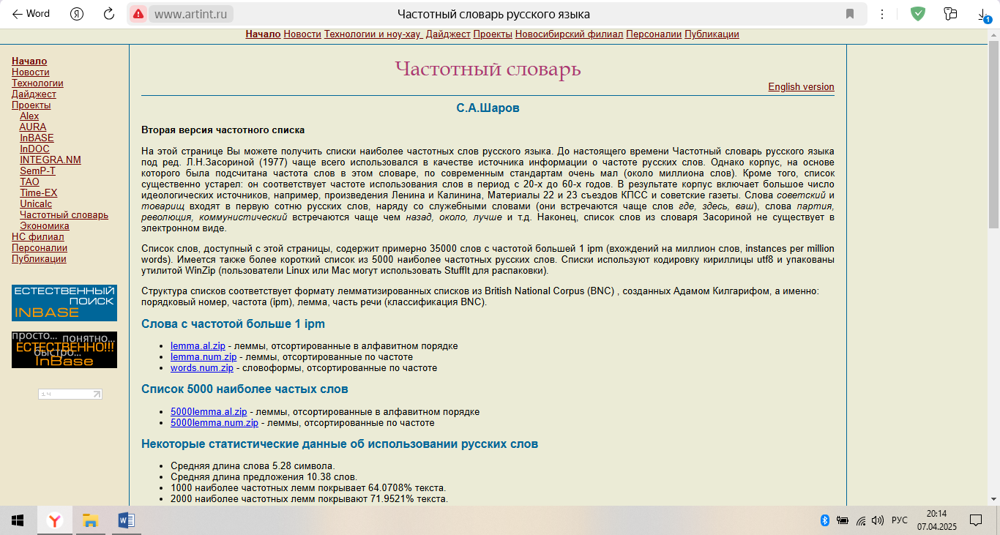 Word
www.artint.ru
Частотный словарь русского языка
1
Начало Новости Технологии и ноу-хау Дайджест Проекты Новосибирский филиал Персоналии Публикации
Начало
Новости
Технологии
Дайджест
Проекты
Alex
AURA
InBASE
InDOC
INTEGRA.NM
SemP-T
TAO
Time-EX
Unicalc
Частотный словарь
Экономика
НС филиал
Персоналии
Публикации
ЕСТЕСТВЕННЫЙ
ПОИСК
INBASE
просто... понятно...
ЕСТЕСТВЕННО!!!
быстро...
InBase
14
Частотный словарь
English version
С.А.Шаров
Вторая версия частотного списка
На этой странице Вы можете получить списки наиболее частотных слов русского языка. До настоящего времени Частотный словарь русского языка
под ред. Л.Н.Засориной (1977) чаще всего использовался в качестве источника информации о частоте русских слов. Однако корпус, на основе
которого была подсчитана частота слов в этом словаре, по современным стандартам очень мал (около миллиона слов). Кроме того, список
существенно устарел: он соответствует частоте использования слов в период с 20-х до 60-х годов. В результате корпус включает большое число
идеологических источников, например, произведения Ленина и Калинина, Материалы 22 и 23 съездов КПСС и советские газеты. Слова советский и
товарищ входят в первую сотню русских слов, наряду со служебными словами (они встречаются чаще слов где, здесь, ваш), слова партия,
революция, коммунистический встречаются чаще чем назад, около, лучше и т.д. Наконец, список слов из словаря Засориной не существует в
электронном виде.
Список слов, доступный с этой страницы, содержит примерно 35000 слов с частотой большей 1 ipm (вхождений на миллион слов, instances per million
words). Имеется также более короткий список из 5000 наиболее частотных русских слов. Списки используют кодировку кириллицы utf8 и упакованы
утилитой WinZip (пользователи Linux или Mac могут использовать StuffIt для распаковки).
Структура списков соответствует формату лемматизированных списков из British National Corpus (BNC) , созданных Адамом Килгарифом, а именно:
порядковый номер, частота (ipm), лемма, часть речи (классификация BNC).
Слова с частотой больше 1 ipm
lemma.al.zip - леммы, отсортированные в алфавитном порядке
lemma.num.zip - леммы, отсортированные по частоте
words.num.zip - словоформы, отсортированные по частоте
Список 5000 наиболее частых слов
5000lemma.al.zip - леммы, отсортированные в алфавитном порядке
5000lemma.num.zip - леммы, отсортированные по частоте
Некоторые статистические данные об использовании русских слов
Средняя длина слова 5.28 символа.
Средняя длина предложения 10.38 слов.
1000 наиболее частотных лемм покрывает 64.0708% текста.
2000 наиболее частотных лемм покрывают 71.9521% текста.
РУС
20:14
07.04.2025